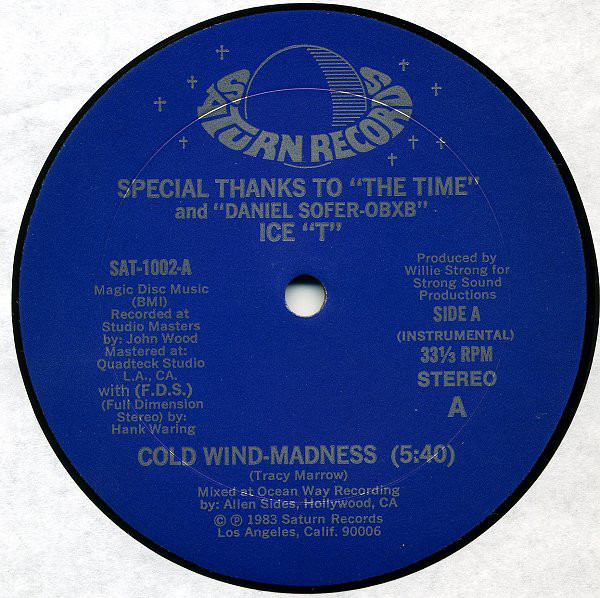 SATURN RECORDS
SPECIAL THANKS TO "THE TIME"
and "DANIEL SOFER-OBXB"
ICE "T"
SAT-1002-A
Magic Disc Music
(BMI)
Recorded at
Studio Masters
by: John Wood
Mastered at:
Quadteck Studio
L.A., CA.
with (F.D.S.)
(Full Dimension
Stereo) by:
Hank Waring
Produced by
Willie Strong for
Strong Sound
Productions
SIDE A
(INSTRUMENTAL)
33⅓ RPM
STEREO
A
COLD WIND-MADNESS (5:40)
(Tracy Marrow)
Mixed at Ocean Way Recording
by: Allen Sides, Hollywood, CA
© ℗ 1983 Saturn Records
Los Angeles, Calif. 90006